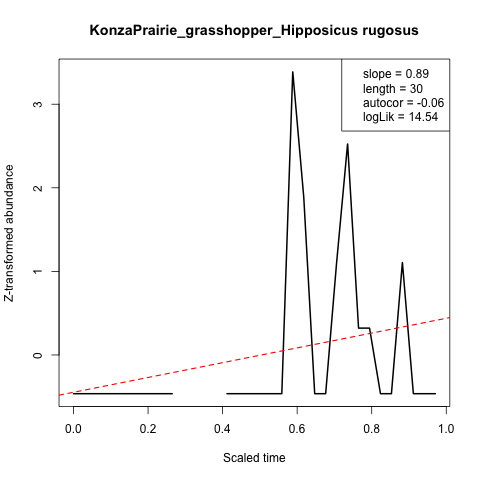 KonzaPrairie_grasshopper_Hipposicus rugosus
slope = 0.89
length = 30
autocor = -0.06
logLik = 14.54
Z-transformed abundance
3
2
1
0
0.0 0.2 0.4 0.6 0.8 1.0
Scaled time